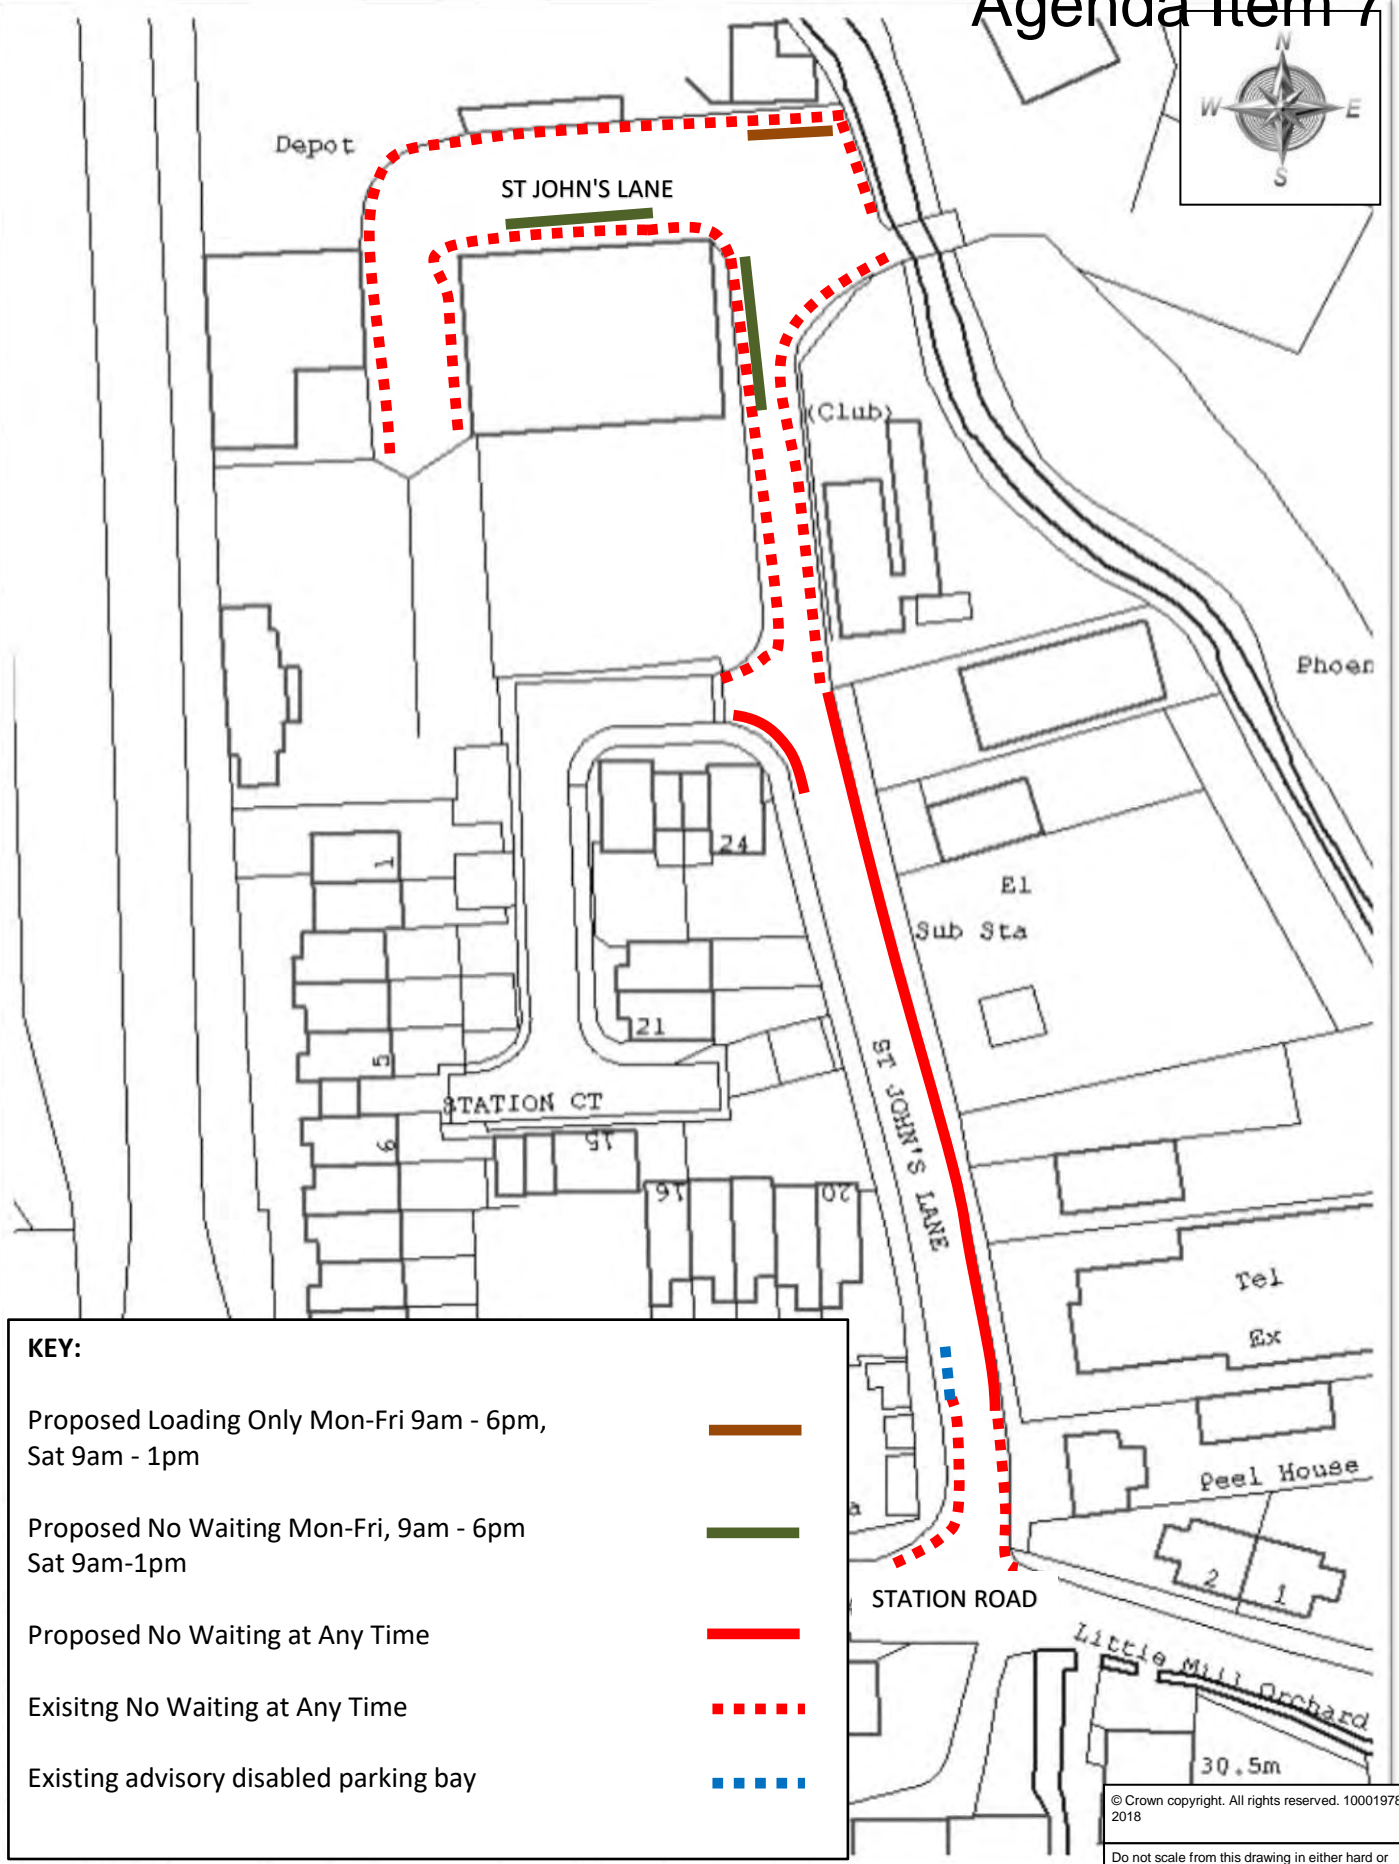 Agenda Item 7
N
W
E
S
Depot
ST JOHN'S LANE
(Club)
Phoen
24
1
El
Sub Sta
21
5
STATION CT
ST JOHN'S LANE
6
15
16
20
Tel
Ex
KEY:
Proposed Loading Only Mon-Fri 9am - 6pm,
Sat 9am - 1pm
Proposed No Waiting Mon-Fri, 9am - 6pm
Sat 9am-1pm
Proposed No Waiting at Any Time
Exisitng No Waiting at Any Time
Existing advisory disabled parking bay
a
Peel House
2
1
STATION ROAD
Little Mill Orchard
30.5m
© Crown copyright. All rights reserved. 10001978
2018
Do not scale from this drawing in either hard or